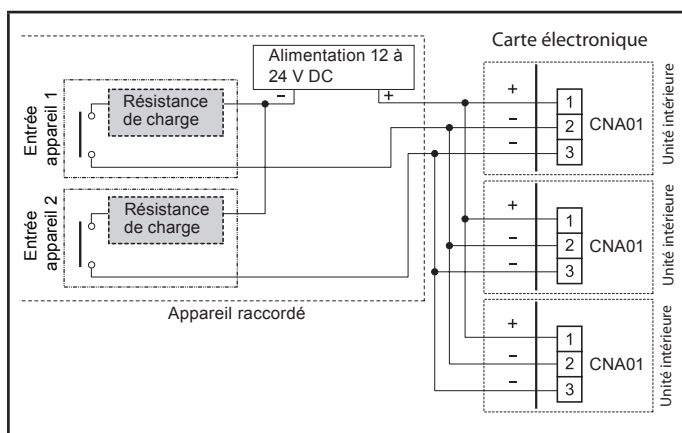 Alimentation 12 à
24 V DC
-
+
Carte électronique
Entrée
appareil 1
Résistance
de charge
Entrée
appareil 2
Résistance
de charge
Appareil raccordé
+
-
-
1
2
3
CNA01
Unité intérieure
+
-
-
1
2
3
CNA01
Unité intérieure
+
-
-
1
2
3
CNA01
Unité intérieure